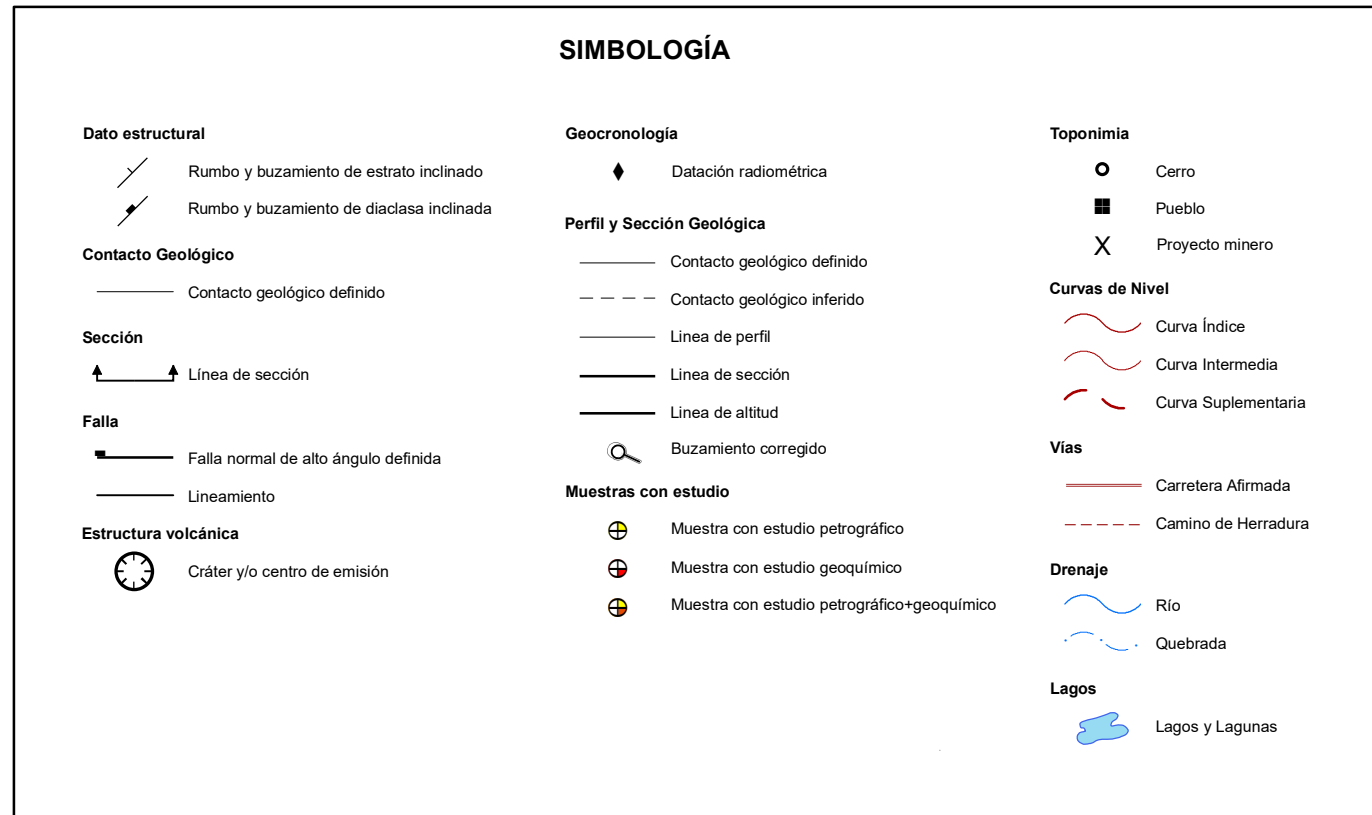 SIMBOLOGÍA
Dato estructural
Rumbo y buzamiento de estrato inclinado
Rumbo y buzamiento de diaclasa inclinada
Contacto Geológico
Contacto geológico definido
Sección
Línea de sección
Falla
Falla normal de alto ángulo definida
Lineamiento
Estructura volcánica
Cráter y/o centro de emisión
Geocronología
Datación radiométrica
Perfil y Sección Geológica
Contacto geológico definido
Contacto geológico inferido
Linea de perfil
Linea de sección
Linea de altitud
Buzamiento corregido
Muestras con estudio
Muestra con estudio petrográfico
Muestra con estudio geoquímico
Muestra con estudio petrográfico+geoquímico
Toponimia
Cerro
Pueblo
X Proyecto minero
Curvas de Nivel
Curva Índice
Curva Intermedia
Curva Suplementaria
Vías
Carretera Afirmada
Camino de Herradura
Drenaje
Río
Quebrada
Lagos
Lagos y Lagunas